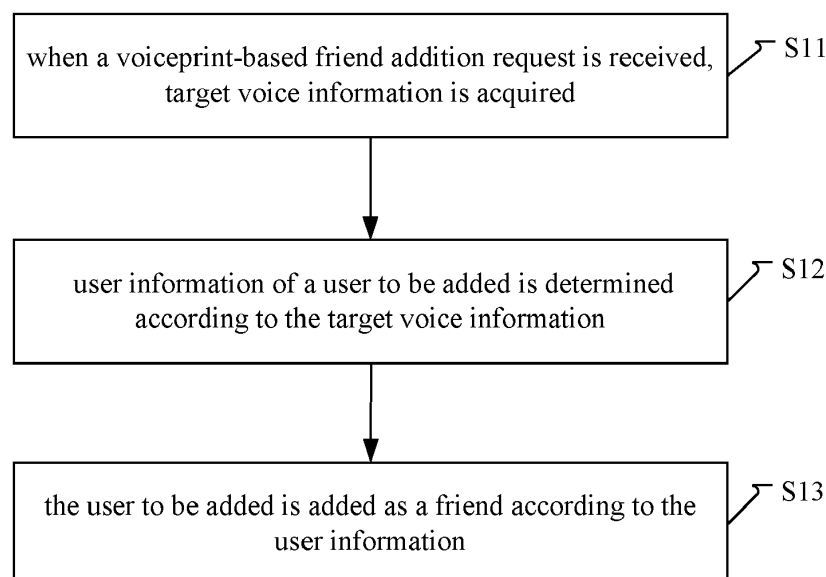 when a voiceprint-based friend addition request is received,
target voice information is acquired
S11
user information of a user to be added is determined
according to the target voice information
S12
the user to be added is added as a friend according to the
user information
S13